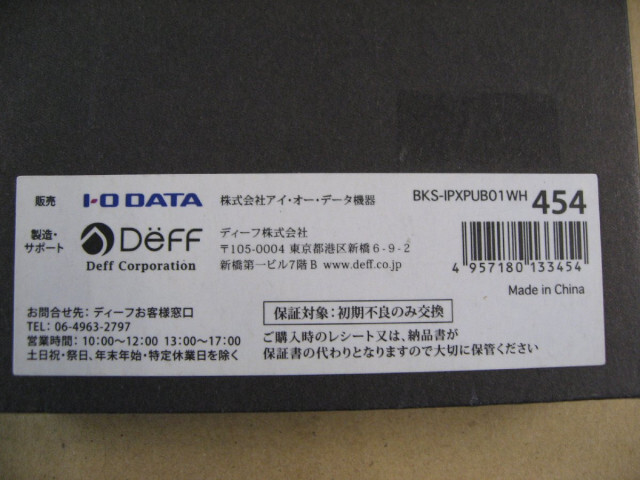 販売 I-O DATA 株式会社アイ・オー・データ機器 BKS-IPXPUB01WH 454
製造・サポート DëFF ディーフ株式会社
Deff Corporation 〒105-0004 東京都港区新橋6-9-2
新橋第一ビル7階B www.deff.co.jp
4 957180 133454
Made in China
お問合せ先: ディーフお客様窓口
TEL: 06-4963-2797
営業時間: 10:00〜12:00 13:00〜17:00
土日祝・祭日、年末年始・特定休業日を除く
保証対象: 初期不良のみ交換
ご購入時のレシート又は、納品書が
保証書の代わりとなりますので大切に保管ください